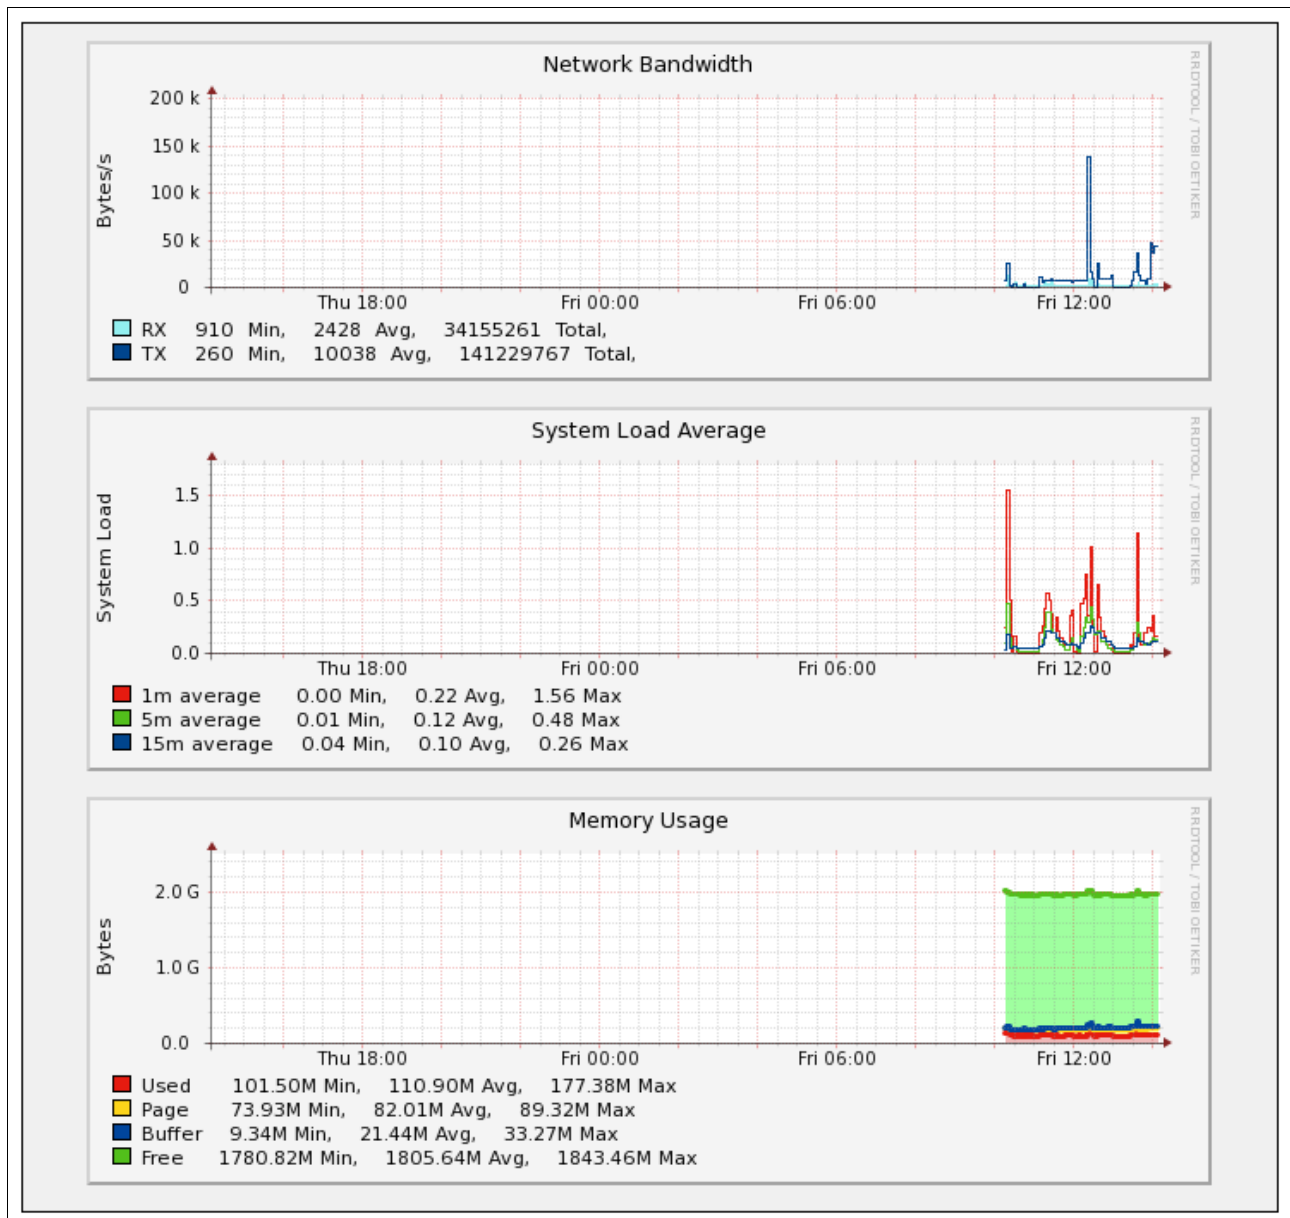 Network Bandwidth
RRDTOOL / TOBI OETIKER
Bytes/s
200 k
150 k
100 k
50 k
0
Thu 18:00 Fri 00:00 Fri 06:00 Fri 12:00
RX 910 Min, 2428 Avg, 34155261 Total,
TX 260 Min, 10038 Avg, 141229767 Total,
System Load Average
RRDTOOL / TOBI OETIKER
System Load
1.5
1.0
0.5
0.0
Thu 18:00 Fri 00:00 Fri 06:00 Fri 12:00
1m average 0.00 Min, 0.22 Avg, 1.56 Max
5m average 0.01 Min, 0.12 Avg, 0.48 Max
15m average 0.04 Min, 0.10 Avg, 0.26 Max
Memory Usage
RRDTOOL / TOBI OETIKER
Bytes
2.0 G
1.0 G
0.0
Thu 18:00 Fri 00:00 Fri 06:00 Fri 12:00
Used 101.50M Min, 110.90M Avg, 177.38M Max
Page 73.93M Min, 82.01M Avg, 89.32M Max
Buffer 9.34M Min, 21.44M Avg, 33.27M Max
Free 1780.82M Min, 1805.64M Avg, 1843.46M Max